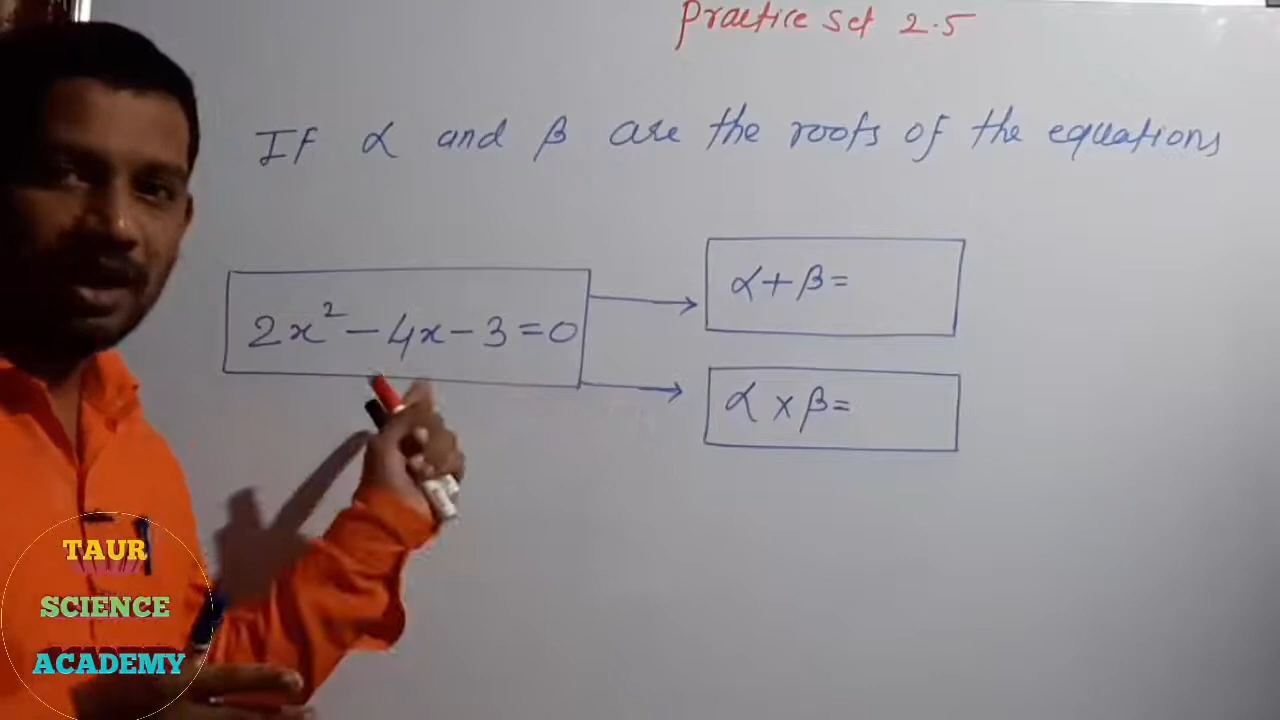 Practice Set 2.5
If α and β are the roots of the equations
2x² - 4x - 3 = 0
α + β =
α × β =
TAUR
SCIENCE
ACADEMY